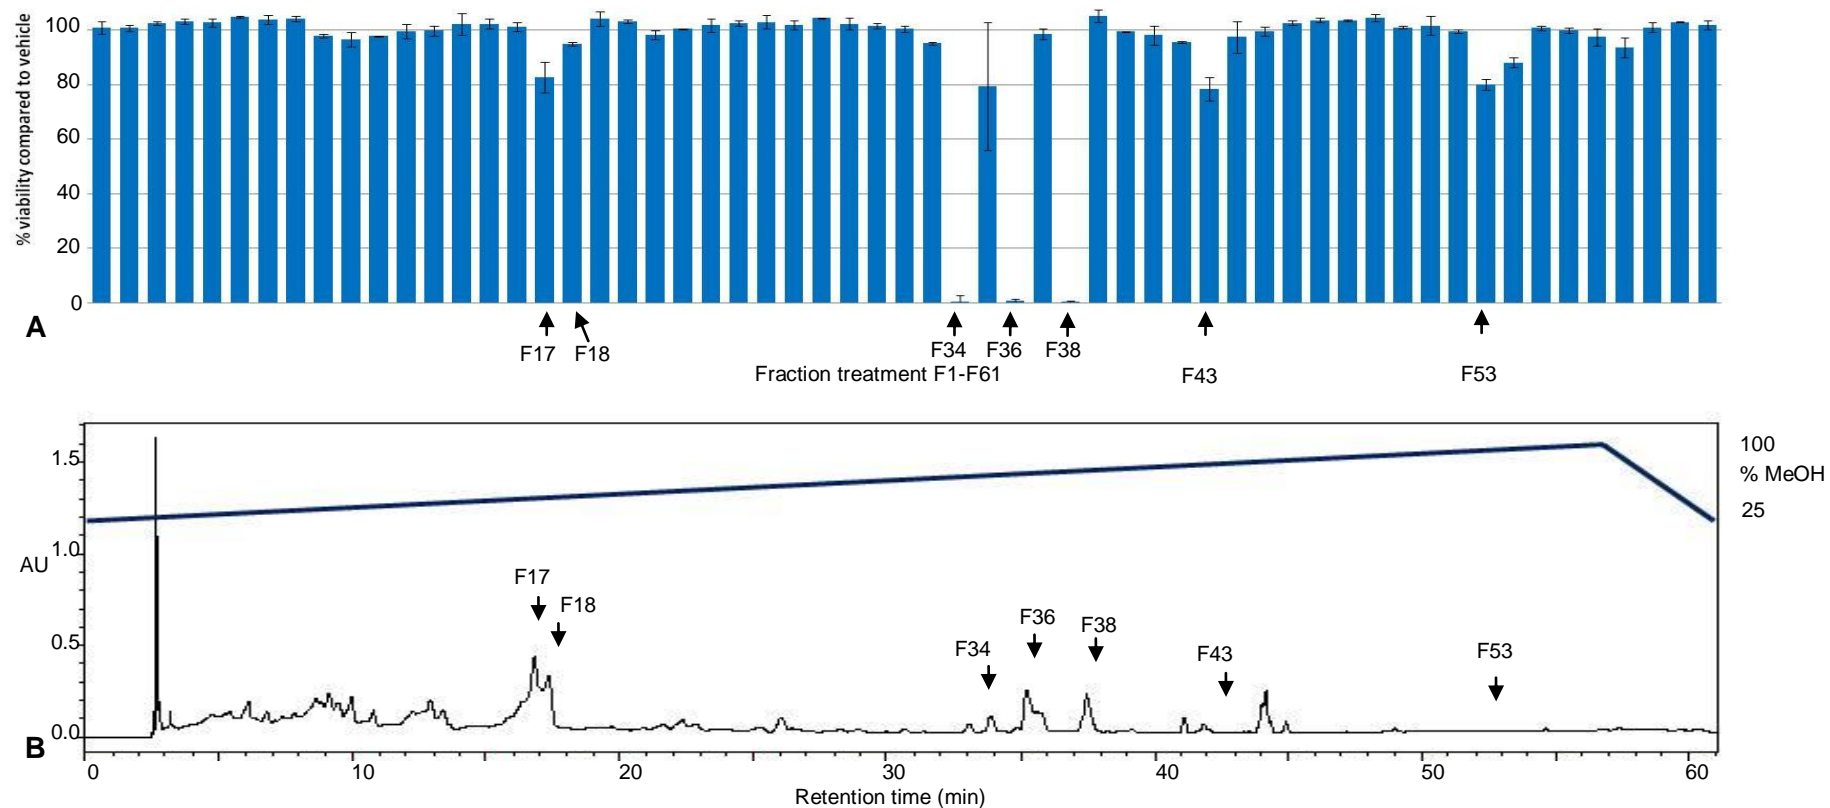 % viability compared to vehicle
100
80
60
40
20
0
A
F17 F18 F34 F36 F38
Fraction treatment F1-F61 F43 F53
1.5
1.0
AU
0.5
0.0
B
100
% MeOH
25
F17
F18
F34
F36
F38
F43
F53
0 10 20 30 40 50 60
Retention time (min)